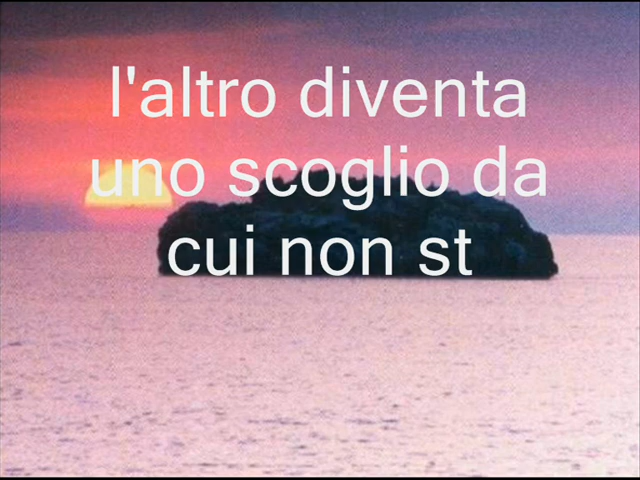 l'altro diventa
uno scoglio da
cui non st